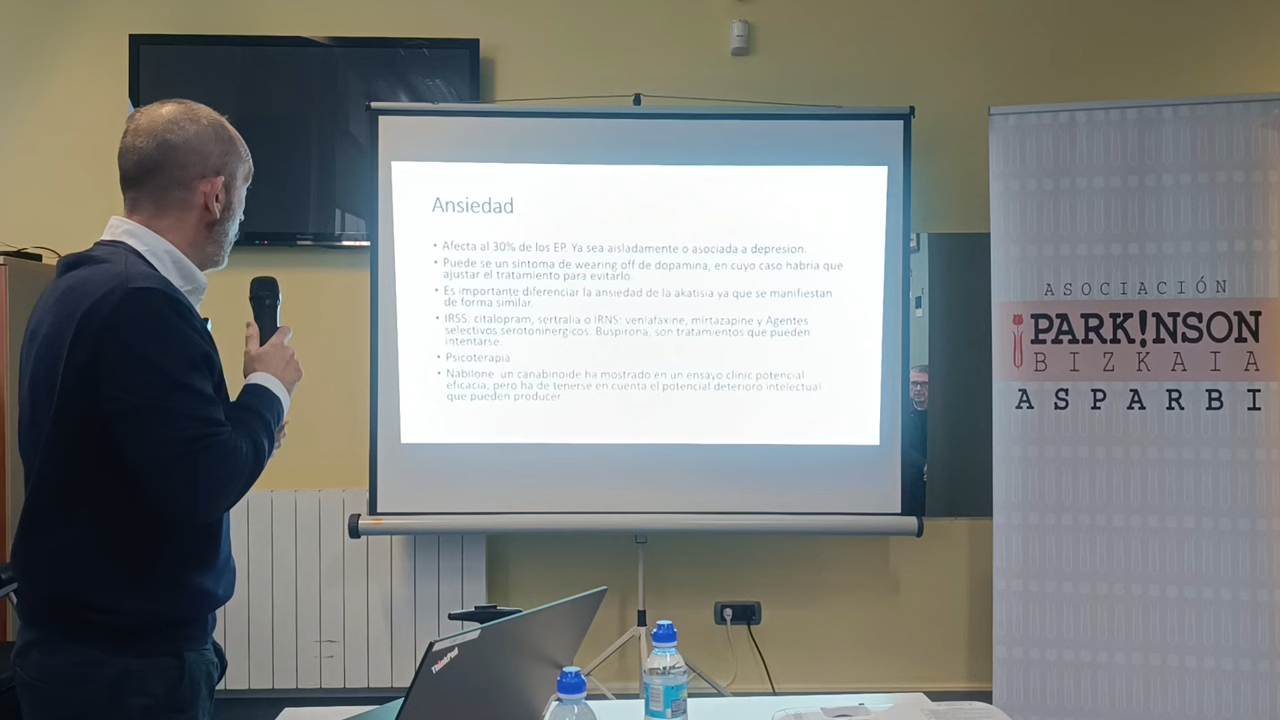 Ansiedad
• Afecta al 30% de los EP. Ya sea aisladamente o asociada a depresion.
• Puede se un sintoma de wearing off de dopamina, en cuyo caso habria que
ajustar el tratamiento para evitarlo.
• Es importante diferenciar la ansiedad de la akatisia ya que se manifiestan
de forma similar.
• IRSS: citalopram, sertralia o IRNS: venlafaxine, mirtazapine y Agentes
selectivos serotoninergicos. Buspirona, son tratamientos que pueden
intentarse.
• Psicoterapia
• Nabilone un canabinoide ha mostrado en un ensayo clinic potencial
eficacia, pero ha de tenerse en cuenta el potencial deterioro intelectual
que pueden producer
ASOCIACIÓN
PARK!NSON
BIZKAIA
ASPARBI
ThinkPad